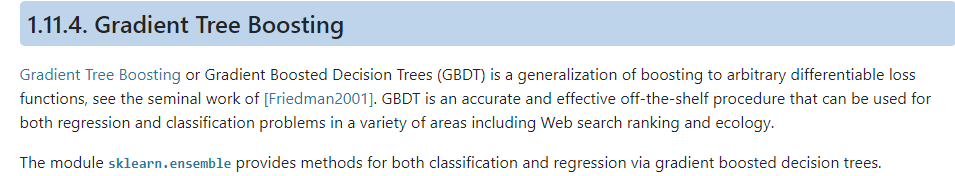 1.11.4. Gradient Tree Boosting
Gradient Tree Boosting or Gradient Boosted Decision Trees (GBDT) is a generalization of boosting to arbitrary differentiable loss
functions, see the seminal work of [Friedman2001]. GBDT is an accurate and effective off-the-shelf procedure that can be used for
both regression and classification problems in a variety of areas including Web search ranking and ecology.
The module sklearn.ensemble provides methods for both classification and regression via gradient boosted decision trees.